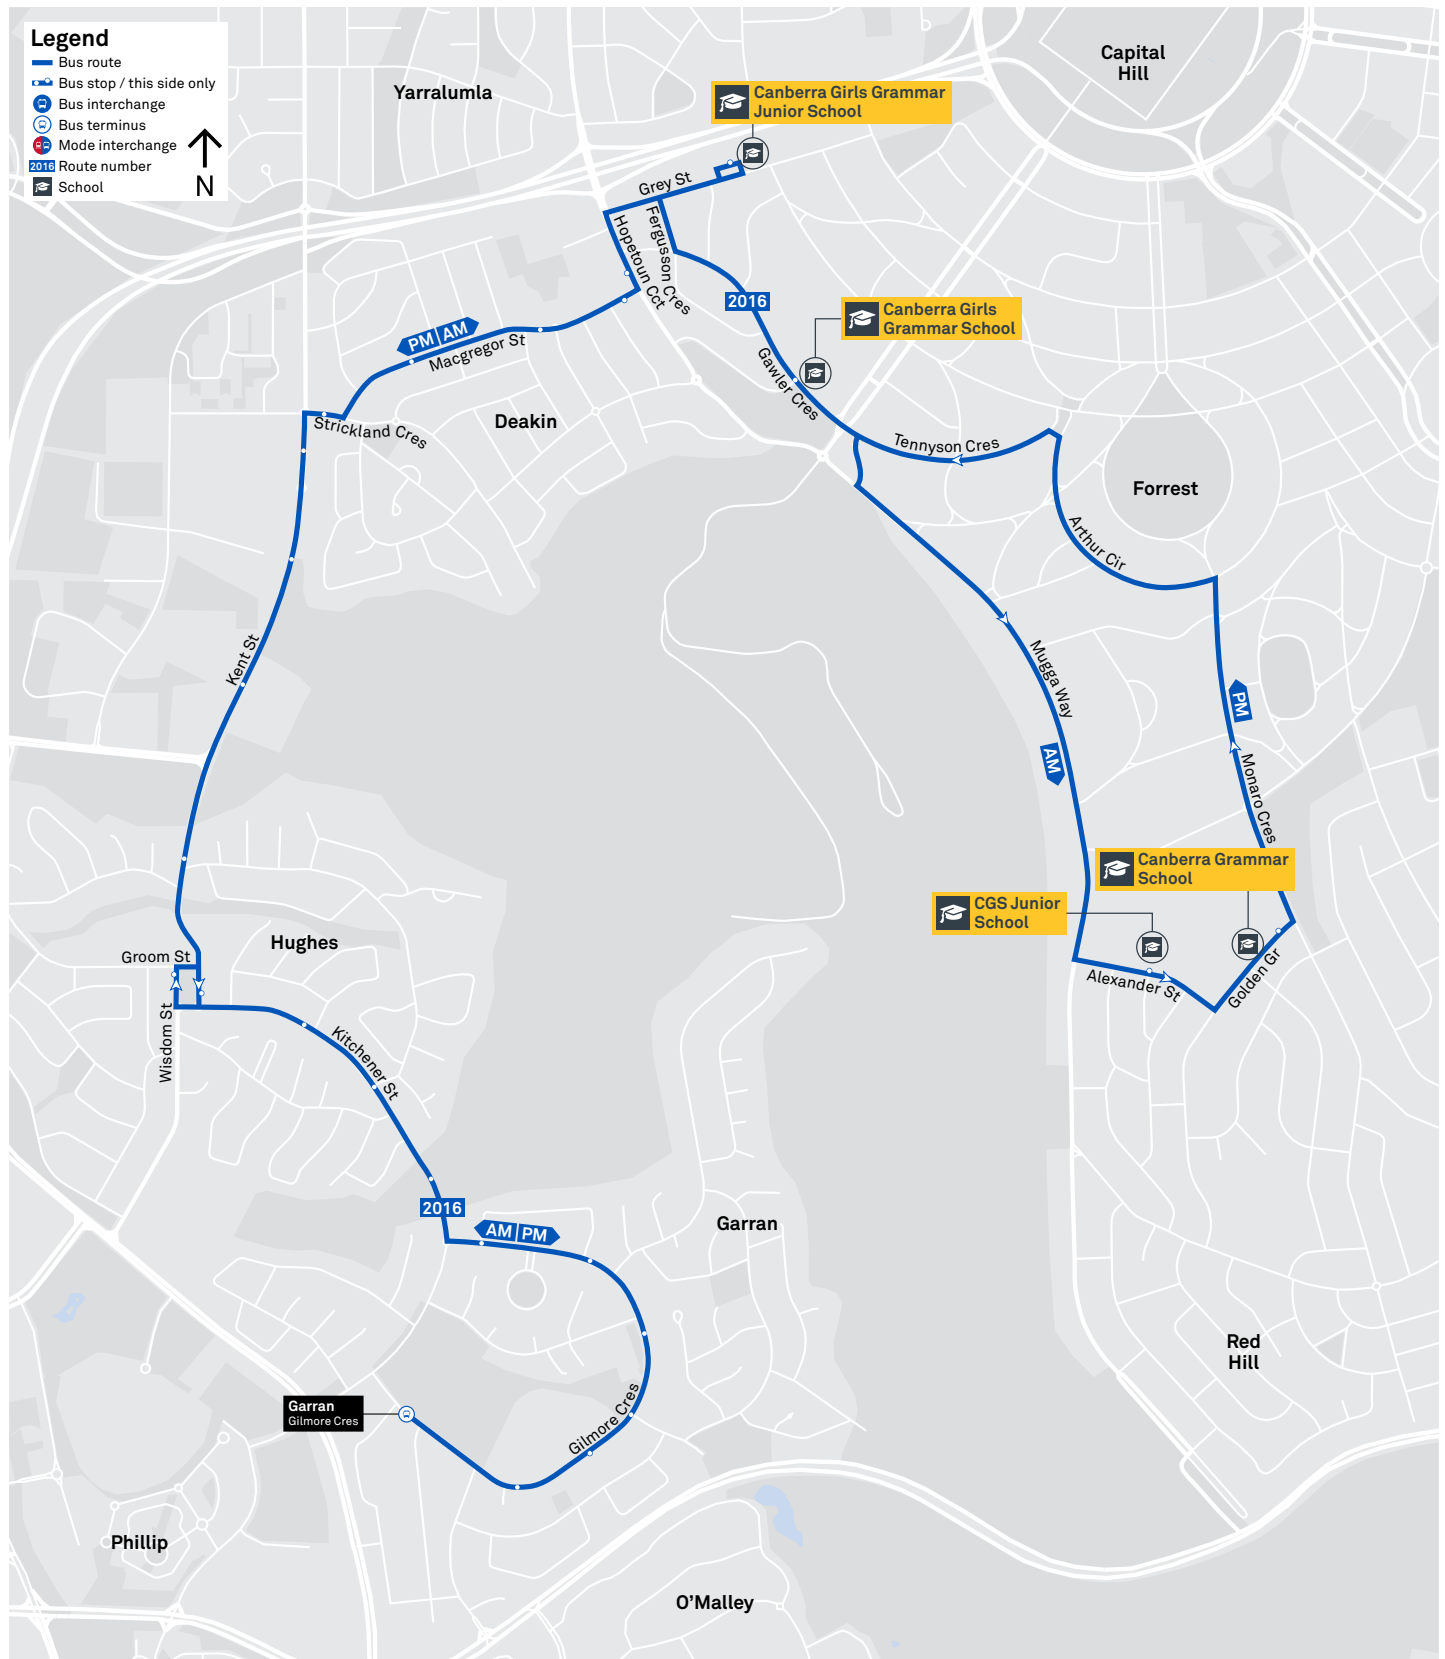 Legend
Bus route
Bus stop / this side only
Bus interchange
Bus terminus
Mode interchange
2016 Route number
School
N
Yarralumla
Capital
Hill
Canberra Girls Grammar
Junior School
Grey St
Hopetoun Cct
Fergusson Cres
2016
Canberra Girls
Grammar School
PM AM
Macgregor St
Gawler Cres
Strickland Cres
Deakin
Tennyson Cres
Forrest
Arthur Cir
Kent St
Mugga Way
PM
AM
Monaro Cres
Canberra Grammar
School
CGS Junior
School
Hughes
Groom St
Alexander St
Golden Gr
Wisdom St
Kitchener St
2016
AM PM
Garran
Red
Hill
Garran
Gilmore Cres
Gilmore Cres
Phillip
O'Malley